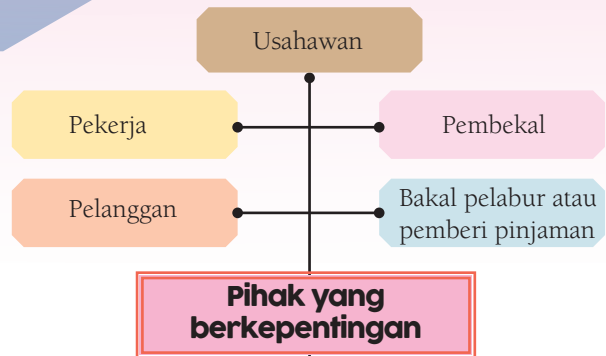 Usahawan
Pekerja
Pembekal
Pelanggan
Bakal pelabur atau
pemberi pinjaman
Pihak yang
berkepentingan